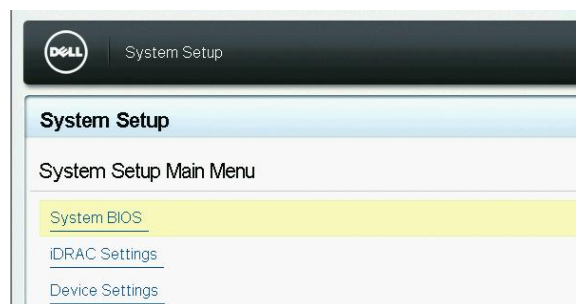 DELL
System Setup
System Setup
System Setup Main Menu
System BIOS
iDRAC Settings
Device Settings